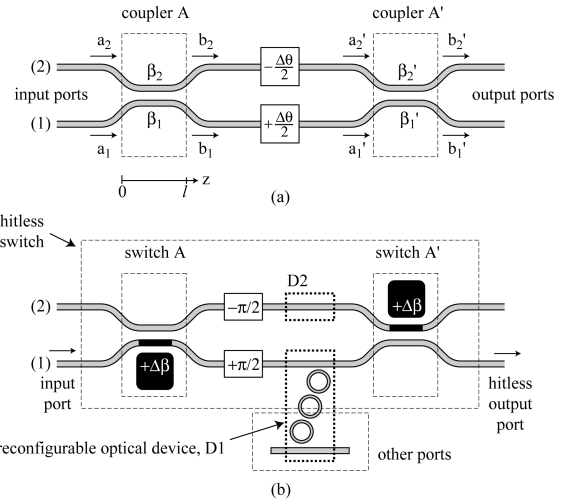 coupler A
coupler A'
a₂
b₂
a₂'
b₂'
(2)
β₂
−Δθ/2
β₂'
input ports
output ports
(1)
β₁
+Δθ/2
β₁'
a₁
b₁
a₁'
b₁'
0
l
z
(a)
hitless
switch
switch A
switch A'
D2
+Δβ
(2)
−π/2
(1)
+Δβ
+π/2
input
port
hitless
output
port
reconfigurable optical device, D1
other ports
(b)